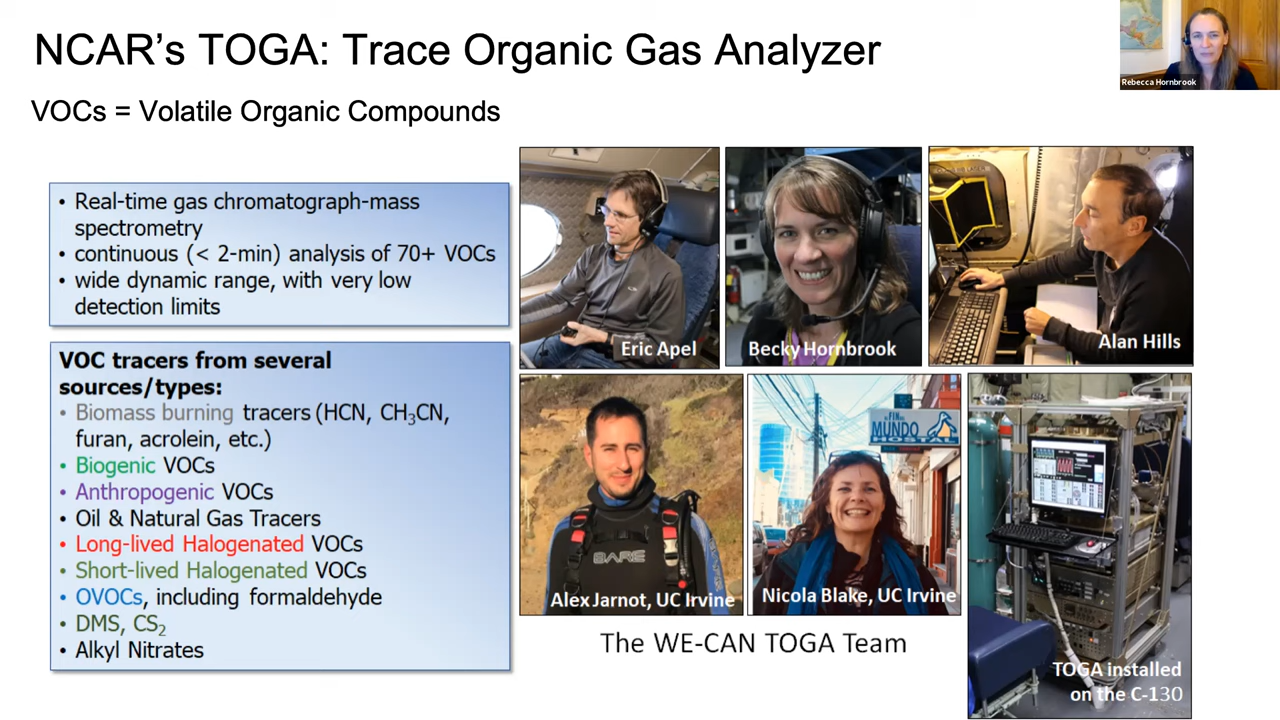 NCAR's TOGA: Trace Organic Gas Analyzer
Rebecca Hornbrook
VOCs = Volatile Organic Compounds
• Real-time gas chromatograph-mass
spectrometry
• continuous (< 2-min) analysis of 70+ VOCs
• wide dynamic range, with very low
detection limits
VOC tracers from several
sources/types:
• Biomass burning tracers (HCN, CH₃CN,
furan, acrolein, etc.)
• Biogenic VOCs
• Anthropogenic VOCs
• Oil & Natural Gas Tracers
• Long-lived Halogenated VOCs
• Short-lived Halogenated VOCs
• OVOCs, including formaldehyde
• DMS, CS₂
• Alkyl Nitrates
Eric Apel
Becky Hornbrook
Alan Hills
BARE
Alex Jarnot, UC Irvine
FIN
MUNDO
HOSTAL
Nicola Blake, UC Irvine
The WE-CAN TOGA Team
TOGA installed
on the C-130